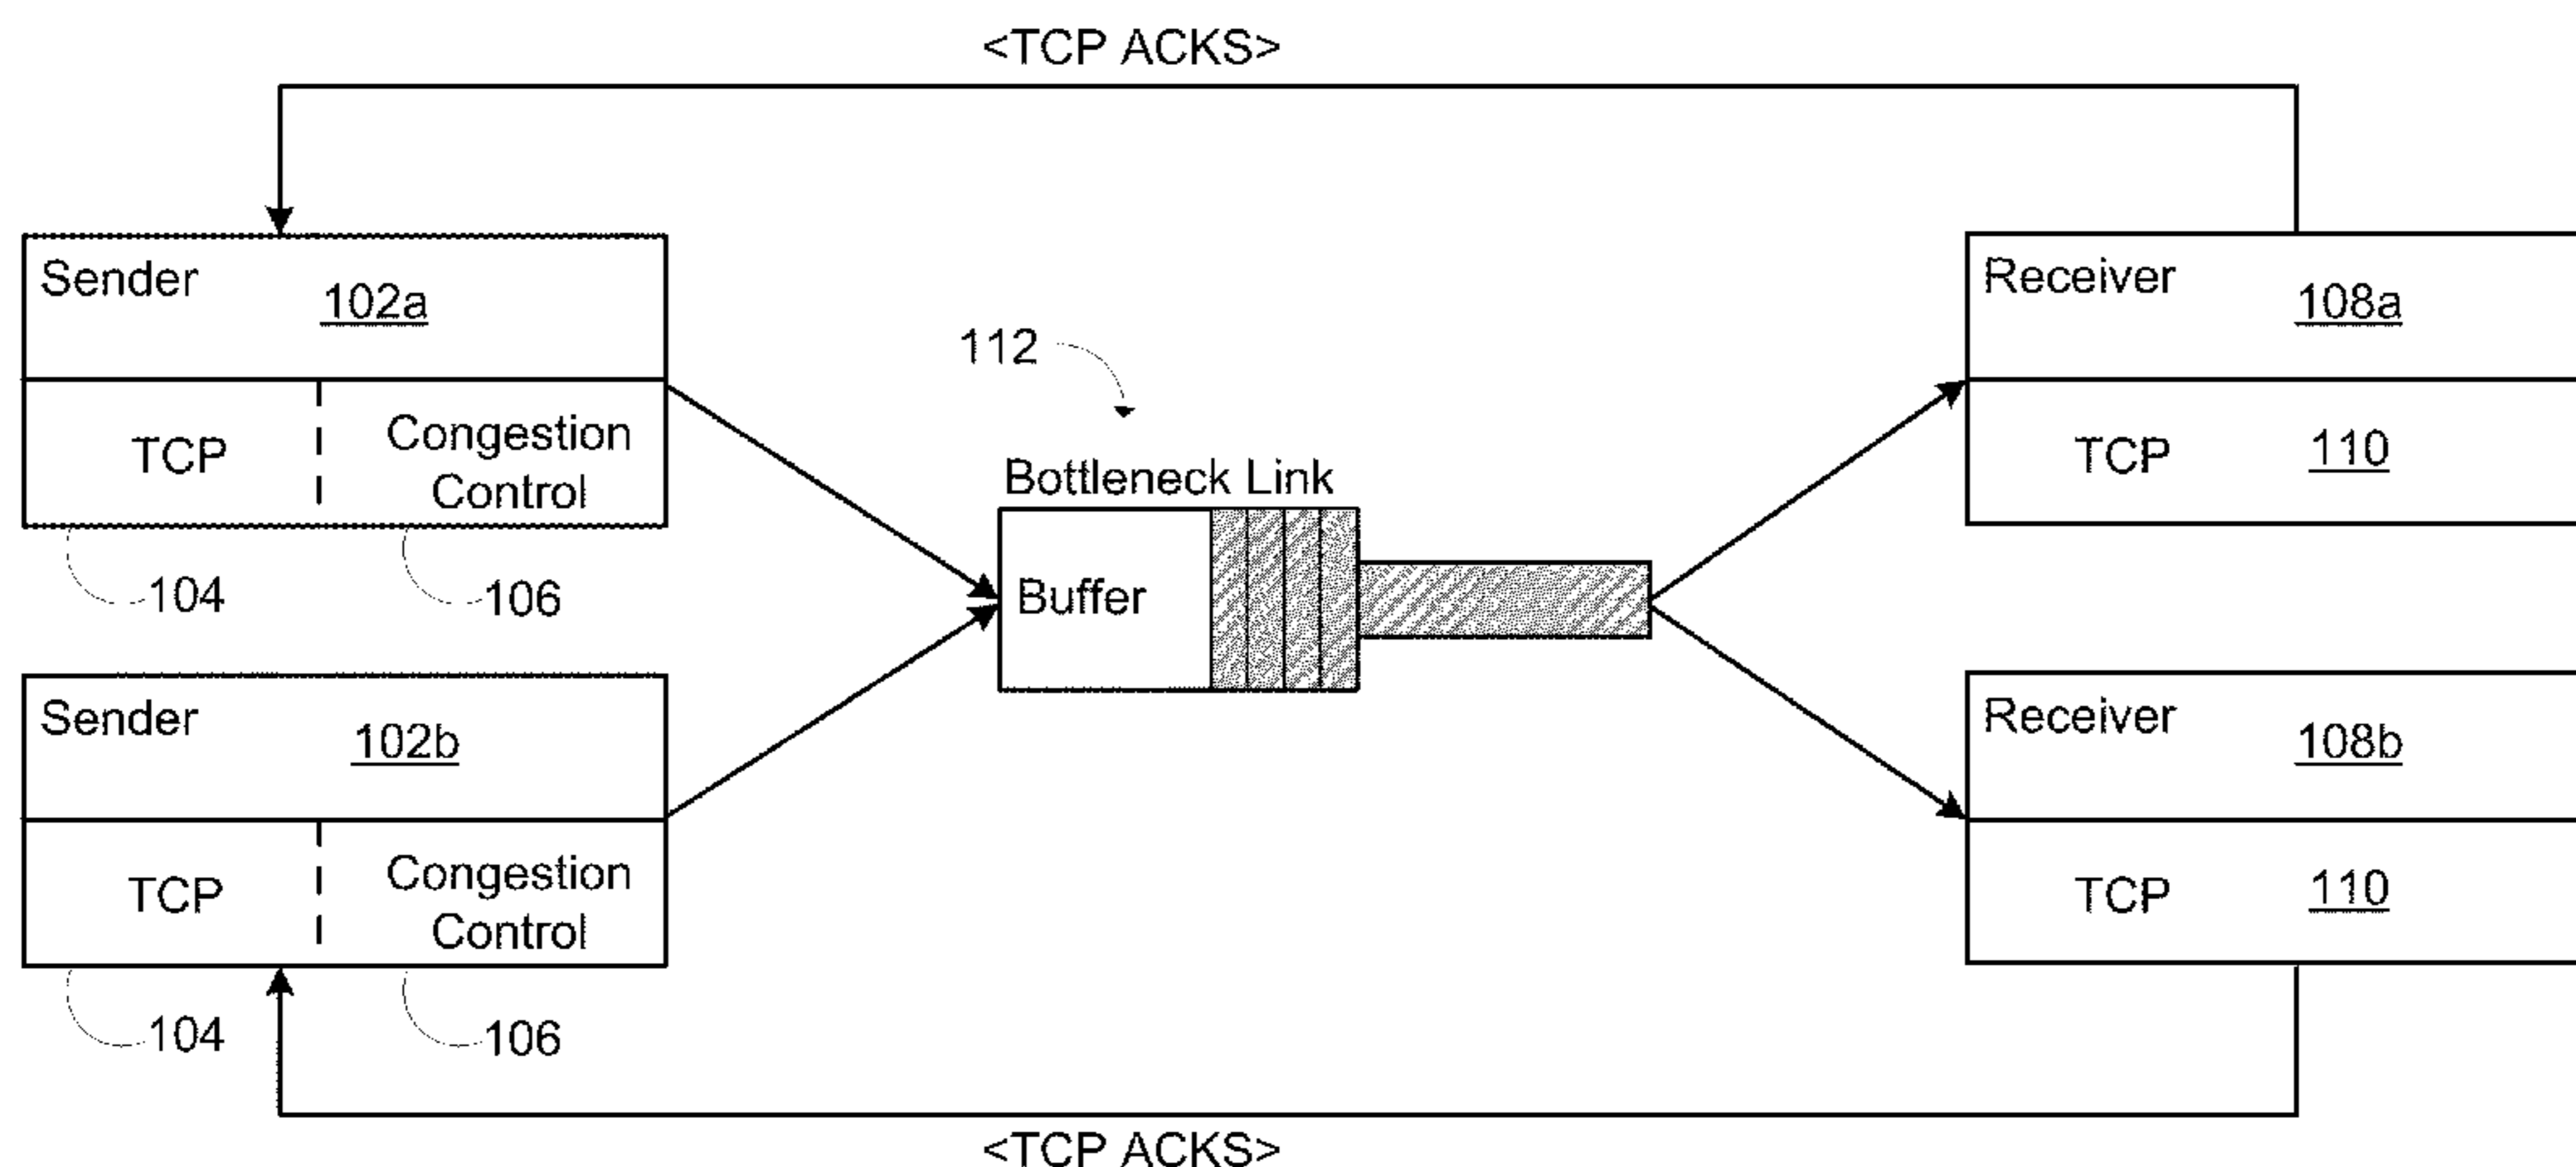 <TCP ACKS>
Sender
102a
TCP
Congestion
Control
104
106
Receiver
108a
TCP
110
112
Bottleneck Link
Buffer
Sender
102b
TCP
Congestion
Control
104
106
Receiver
108b
TCP
110
<TCP ACKS>